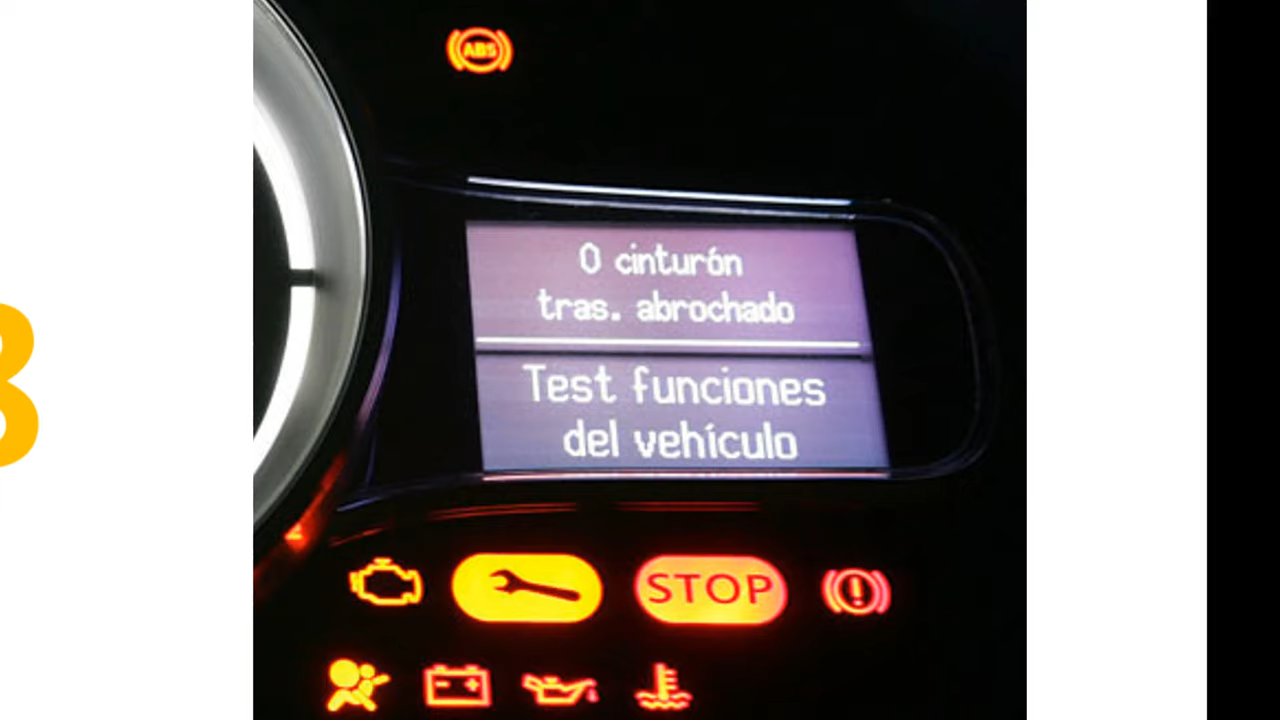 ABS
0 cinturón
tras. abrochado
Test funciones
del vehículo
STOP